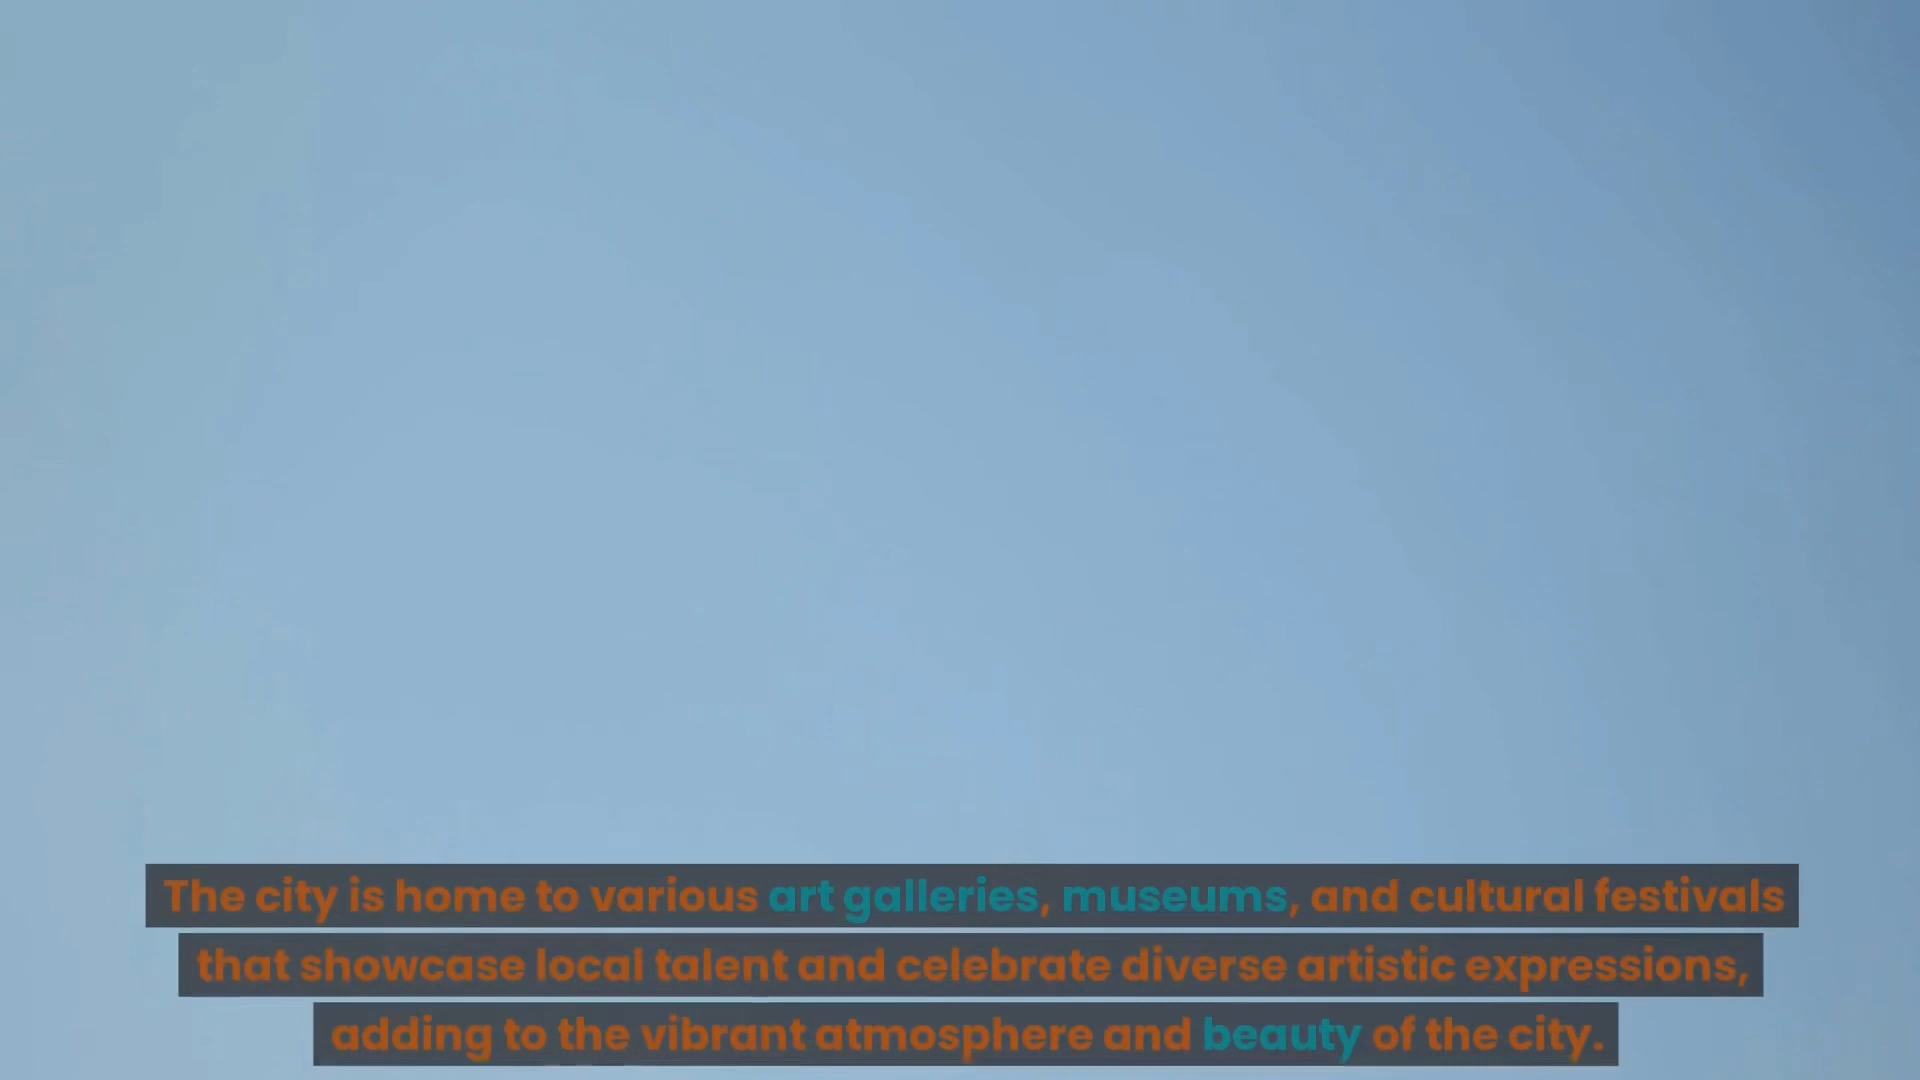 The city is home to various art galleries, museums, and cultural festivals
that showcase local talent and celebrate diverse artistic expressions,
adding to the vibrant atmosphere and beauty of the city.